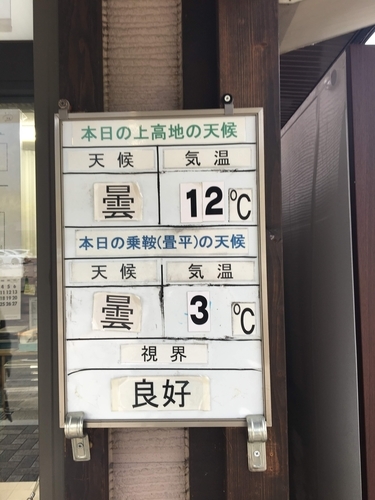 本日の上高地の天候
天候 気温
曇 12 ℃
本日の乗鞍(畳平)の天候
天候 気温
曇 3 ℃
視界
良好